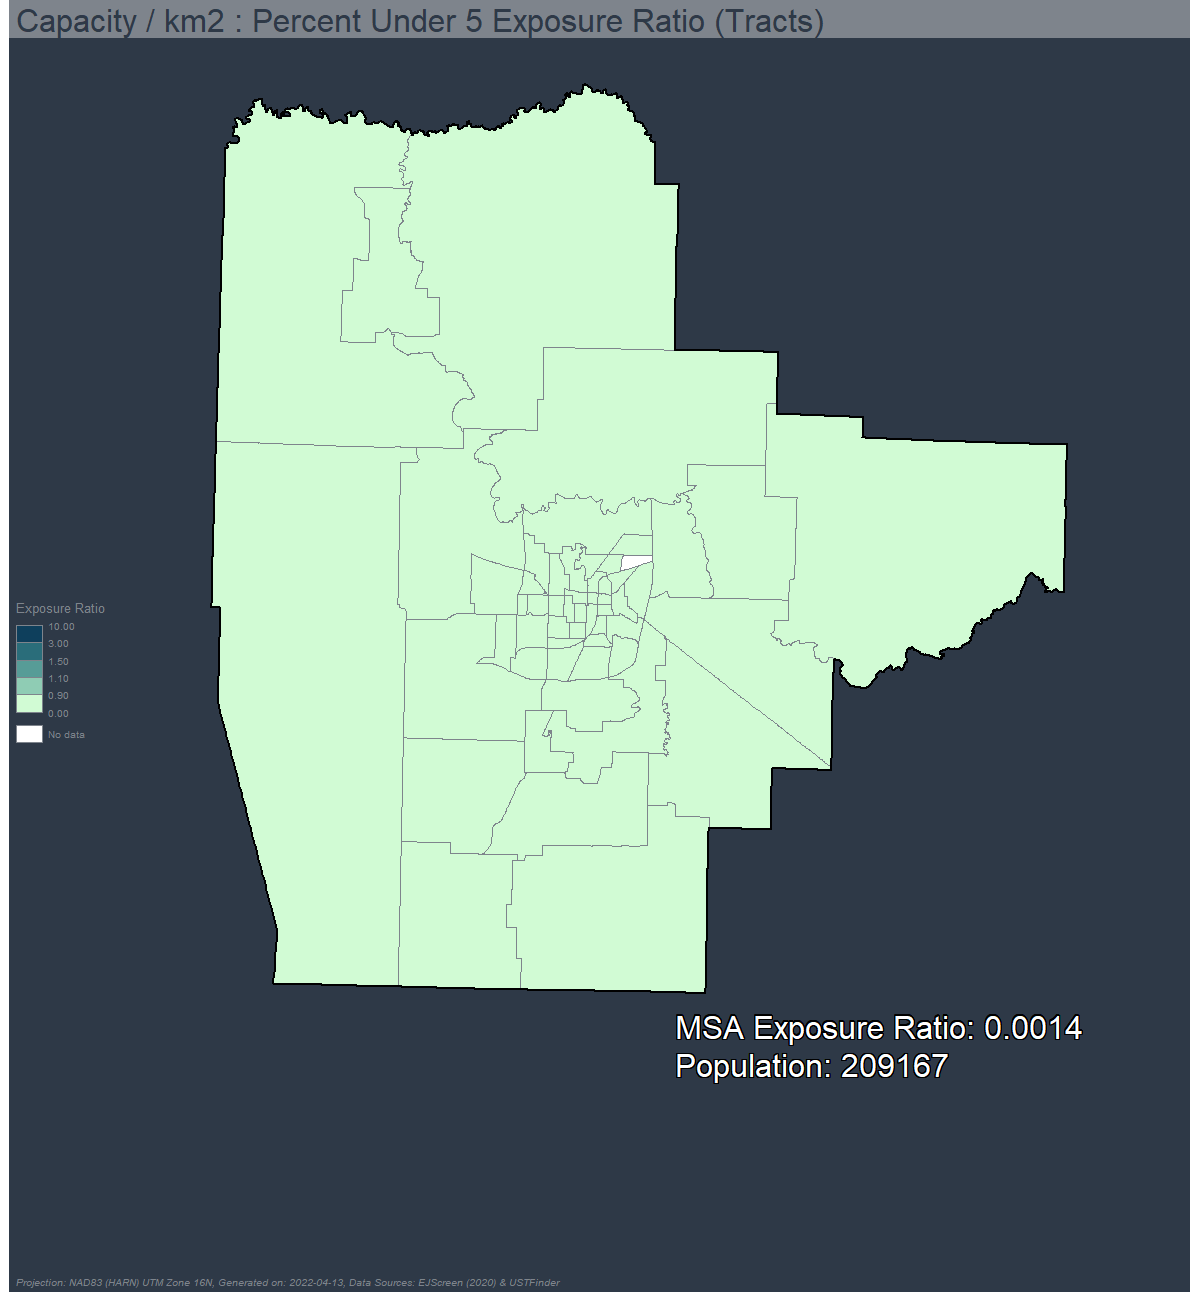 Capacity / km2 : Percent Under 5 Exposure Ratio (Tracts)
Exposure Ratio
10.00
3.00
1.50
1.10
0.90
0.00
No data
MSA Exposure Ratio: 0.0014
Population: 209167
Projection: NAD83 (HARN) UTM Zone 16N, Generated on: 2022-04-13, Data Sources: EJScreen (2020) & USTFinder